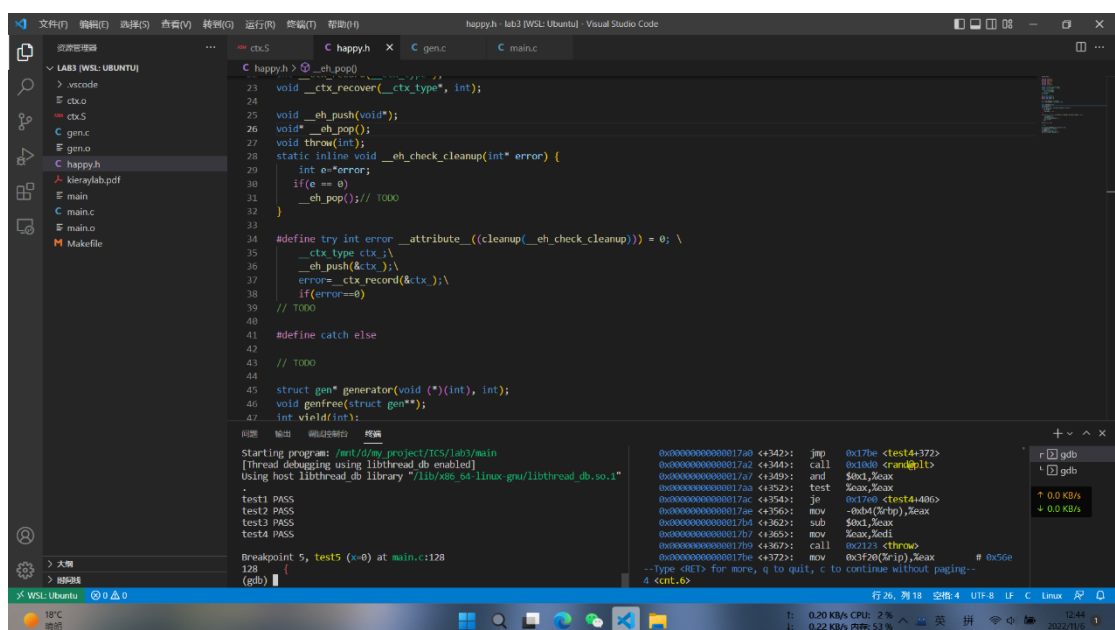 文件(F) 编辑(E) 选择(S) 查看(V) 转到(G) 运行(R) 终端(T) 帮助(H)
happy.h - lab3 [WSL: Ubuntu] - Visual Studio Code
资源管理器 ...
ctx.S
C happy.h ×
C gen.c
C main.c
LAB3 [WSL: UBUNTU]
.vscode
ctx.o
ctx.S
C gen.c
gen.o
C happy.h
kieraylab.pdf
main
C main.c
main.o
M Makefile
大纲
时间线
C happy.h > __eh_pop()
23 void __ctx_recover(__ctx_type*, int);
24
25 void __eh_push(void*);
26 void* __eh_pop();
27 void throw(int);
28 static inline void __eh_check_cleanup(int* error) {
29 int e=*error;
30 if(e == 0)
31 __eh_pop();// TODO
32 }
33
34 #define try int error __attribute__((cleanup(__eh_check_cleanup))) = 0; \
35 __ctx_type ctx_;\
36 __eh_push(&ctx_);\
37 error=__ctx_record(&ctx_);\
38 if(error==0)
39 // TODO
40
41 #define catch else
42
43 // TODO
44
45 struct gen* generator(void (*)(int), int);
46 void genfree(struct gen**);
47 int yield(int);
问题 输出 调试控制台 终端
Starting program: /mnt/d/my_project/ICS/lab3/main
[Thread debugging using libthread_db enabled]
Using host libthread_db library "/lib/x86_64-linux-gnu/libthread_db.so.1"
.
test1 PASS
test2 PASS
test3 PASS
test4 PASS
Breakpoint 5, test5 (x=0) at main.c:128
128 {
(gdb)
0x00000000000017a0 <+342>: jmp 0x17be <test4+372>
0x00000000000017a2 <+344>: call 0x10d0 <rand@plt>
0x00000000000017a7 <+349>: and $0x1,%eax
0x00000000000017aa <+352>: test %eax,%eax
0x00000000000017ac <+354>: je 0x17e0 <test4+406>
0x00000000000017ae <+356>: mov -0xb4(%rbp),%eax
0x00000000000017b4 <+362>: sub $0x1,%eax
0x00000000000017b7 <+365>: mov %eax,%edi
0x00000000000017b9 <+367>: call 0x2123 <throw>
0x00000000000017be <+372>: mov 0x3f20(%rip),%eax # 0x56e
--Type <RET> for more, q to quit, c to continue without paging--
4 <cnt.6>
gdb
gdb
↑ 0.0 KB/s
↓ 0.0 KB/s
WSL: Ubuntu 0 0
行 26, 列 18 空格: 4 UTF-8 LF C Linux
18°C
晴朗
↑: 0.20 KB/s CPU: 2 %
↓: 0.22 KB/s 内存: 53 %
英 拼
12:44
2022/11/6
1